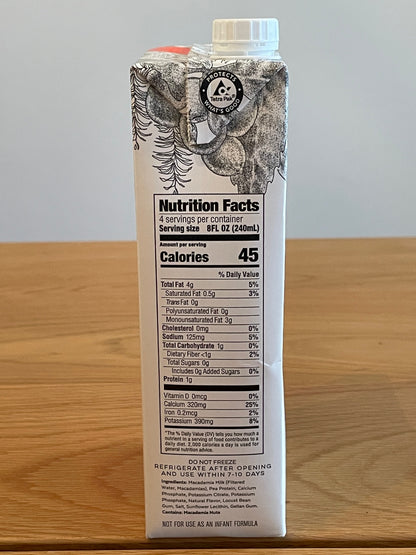 PROTECTS
Tetra Pak®
WHAT'S GOOD
Nutrition Facts
4 servings per container
Serving size 8FL OZ (240mL)
Amount per serving
Calories 45
% Daily Value
Total Fat 4g 5%
Saturated Fat 0.5g 3%
Trans Fat 0g
Polyunsaturated Fat 0g
Monounsaturated Fat 3g
Cholesterol 0mg 0%
Sodium 125mg 5%
Total Carbohydrate 1g 0%
Dietary Fiber <1g 2%
Total Sugars 0g
Includes 0g Added Sugars 0%
Protein 1g
Vitamin D 0mcg 0%
Calcium 320mg 25%
Iron 0.2mcg 2%
Potassium 390mg 8%
*The % Daily Value (DV) tells you how much a
nutrient in a serving of food contributes to a
daily diet. 2,000 calories a day is used for
general nutrition advice.
DO NOT FREEZE
REFRIGERATE AFTER OPENING
AND USE WITHIN 7-10 DAYS
Ingredients: Macadamia Milk (Filtered
Water, Macadamias), Pea Protein, Calcium
Phosphate, Potassium Citrate, Potassium
Phosphate, Natural Flavor, Locust Bean
Gum, Salt, Sunflower Lecithin, Gellan Gum.
Contains: Macadamia Nuts
NOT FOR USE AS AN INFANT FORMULA